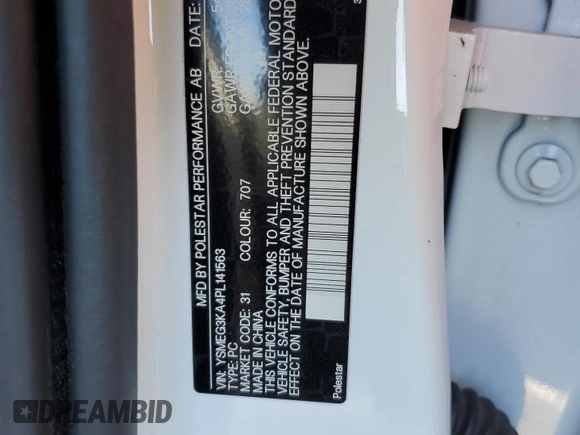 MFD BY POLESTAR PERFORMANCE AB DATE:
GVWR:
GAWR FRONT:
VIN: YSMEG3KA4PL141563
TYPE: PC
MARKET CODE: 31 COLOUR: 707
MADE IN CHINA
THIS VEHICLE CONFORMS TO ALL APPLICABLE FEDERAL MOTO
VEHICLE SAFETY, BUMPER AND THEFT PREVENTION STANDARD
EFFECT ON THE DATE OF MANUFACTURE SHOWN ABOVE.
Polestar
DREAMBID